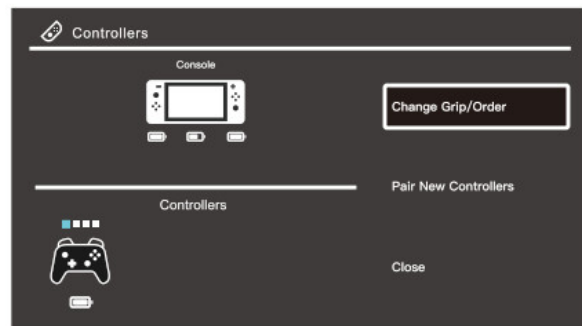 Controllers
Console
Change Grip/Order
Pair New Controllers
Controllers
Close